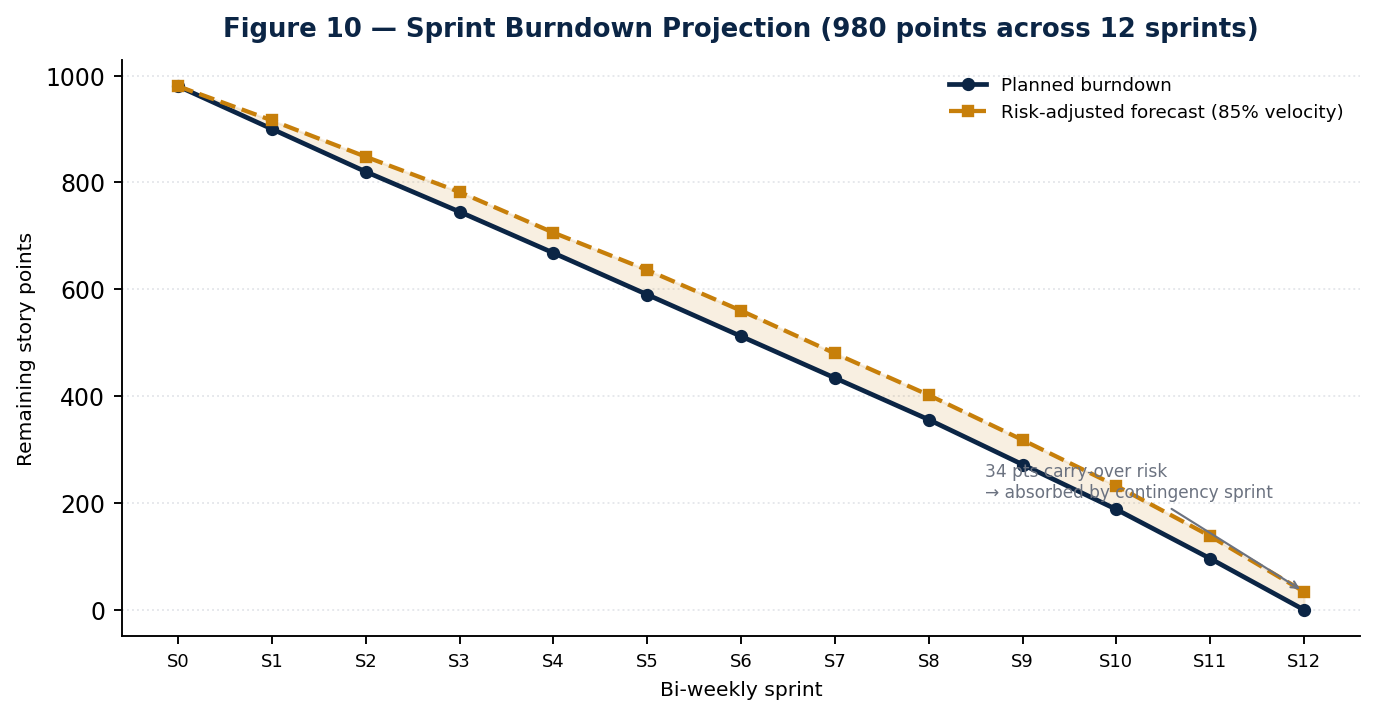 Figure 10 — Sprint Burndown Projection (980 points across 12 sprints)
Planned burndown
Risk-adjusted forecast (85% velocity)
Remaining story points
1000
800
600
400
200
0
34 pts carry-over risk
→ absorbed by contingency sprint
S0 S1 S2 S3 S4 S5 S6 S7 S8 S9 S10 S11 S12
Bi-weekly sprint